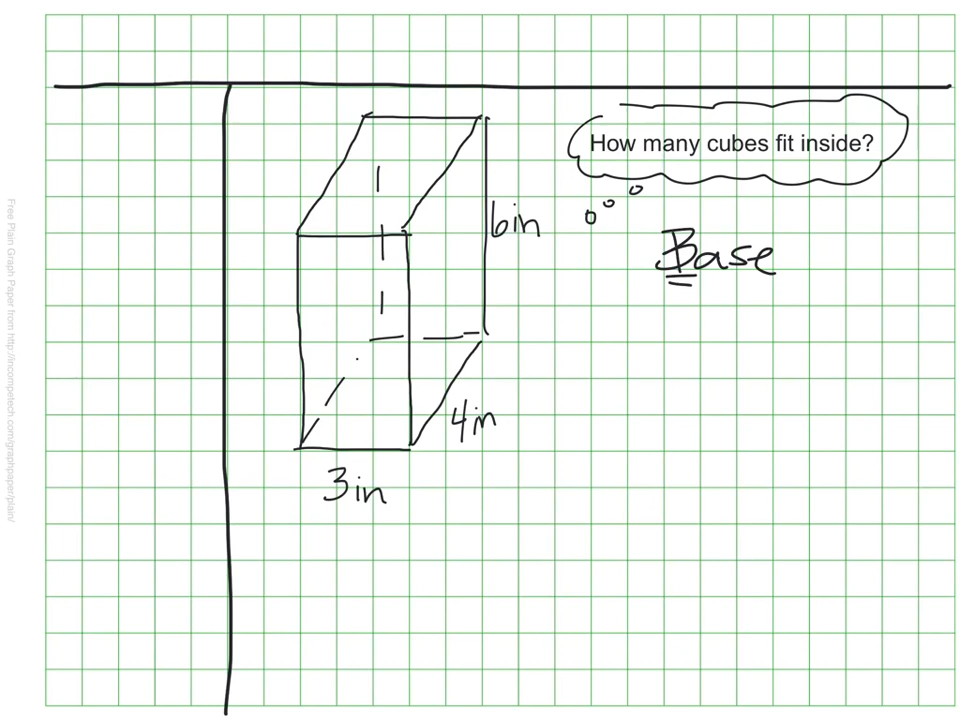 How many cubes fit inside?
6in
Base
4in
3in
Free Plain Graph Paper from http://incompetech.com/graphpaper/plain/